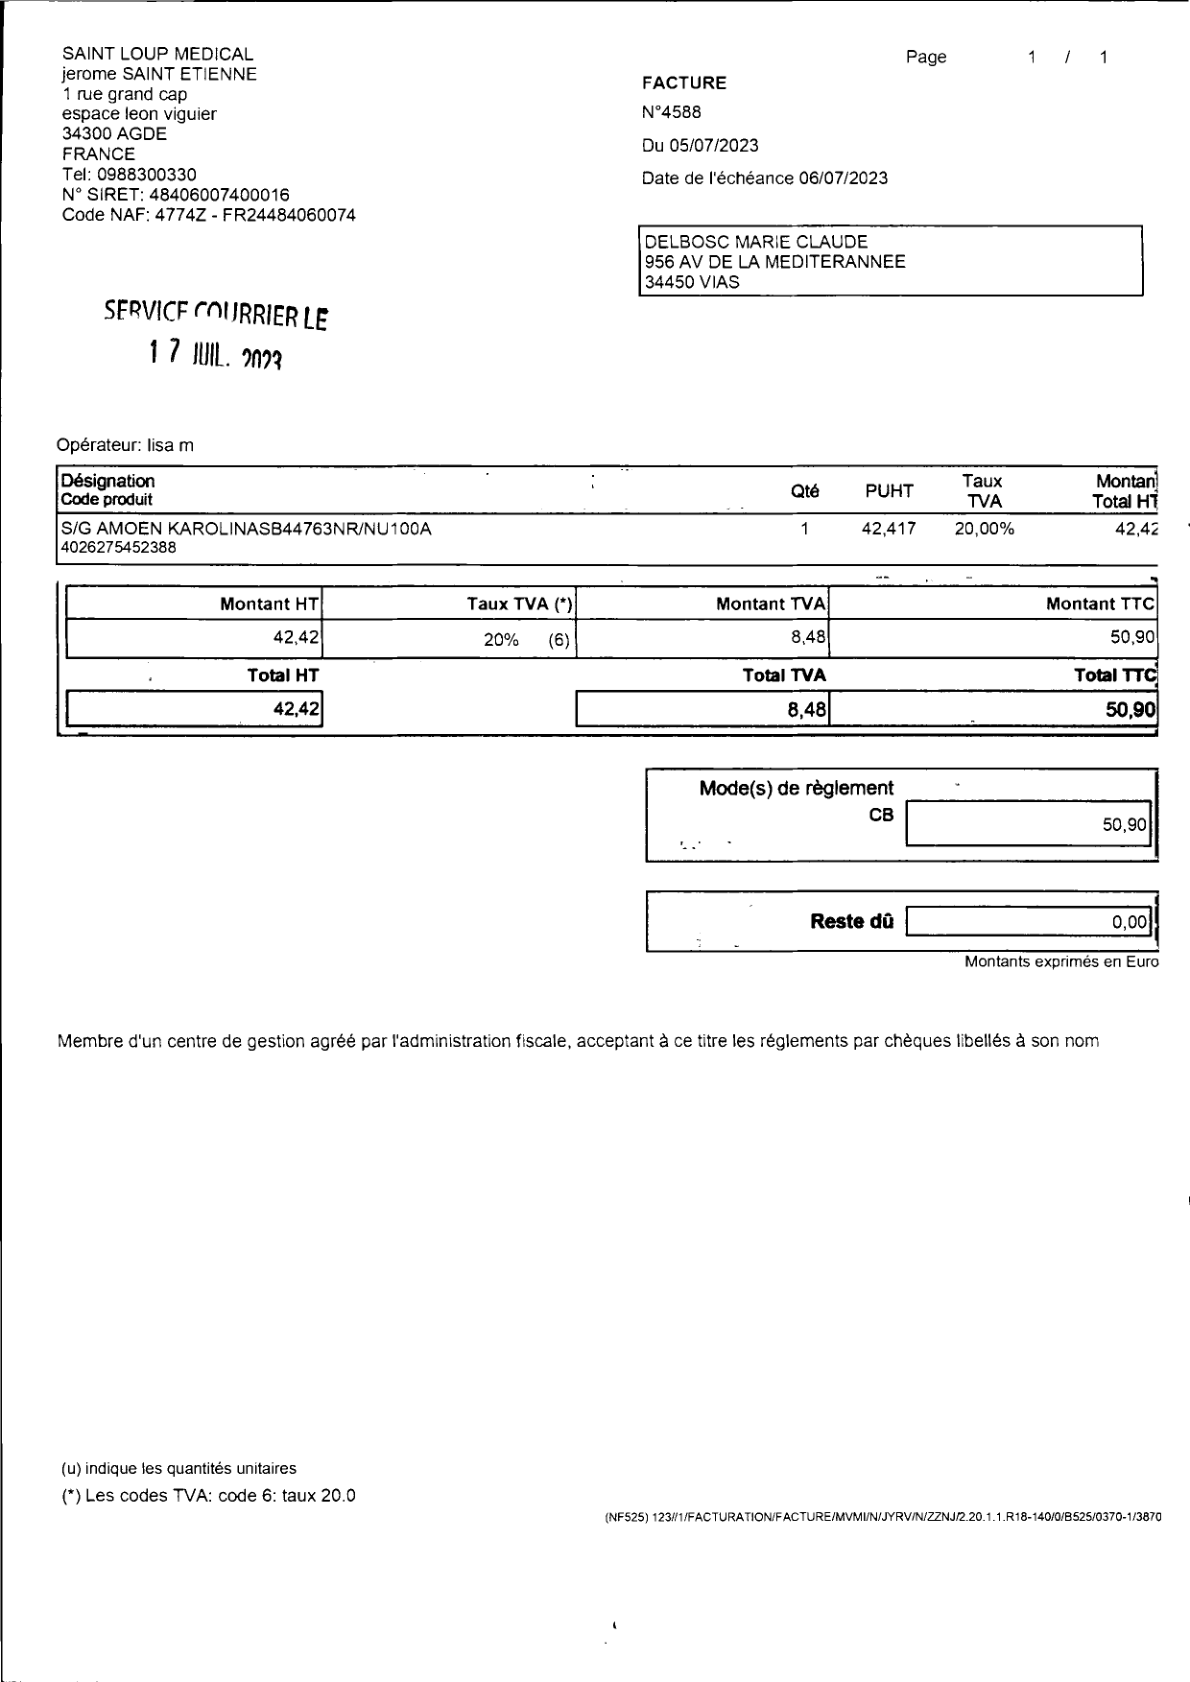 SAINT LOUP MEDICAL
jerome SAINT ETIENNE
1 rue grand cap
espace leon viguier
34300 AGDE
FRANCE
Tel: 0988300330
N° SIRET: 48406007400016
Code NAF: 4774Z - FR24484060074
Page 1 / 1
FACTURE
N°4588
Du 05/07/2023
Date de l'échéance 06/07/2023
DELBOSC MARIE CLAUDE
956 AV DE LA MEDITERANNEE
34450 VIAS
SERVICE COURRIER LE
17 JUIL. 2023
Opérateur: lisa m
Désignation
Code produit
Qté
PUHT
Taux
TVA
Montan
Total HT
S/G AMOEN KAROLINASB44763NR/NU100A 1 42,417 20,00% 42,42
4026275452388
Montant HT Taux TVA (*) Montant TVA Montant TTC
42,42 20% (6) 8,48 50,90
Total HT Total TVA Total TTC
42,42 8,48 50,90
Mode(s) de règlement
CB 50,90
Reste dû 0,00
Montants exprimés en Euro
Membre d'un centre de gestion agréé par l'administration fiscale, acceptant à ce titre les réglements par chèques libellés à son nom
(u) indique les quantités unitaires
(*) Les codes TVA: code 6: taux 20.0
(NF525) 123//1/FACTURATION/FACTURE/MVMI/N/JYRV/N/ZZNJ/2.20.1.1.R18-140/0/B525/0370-1/3870